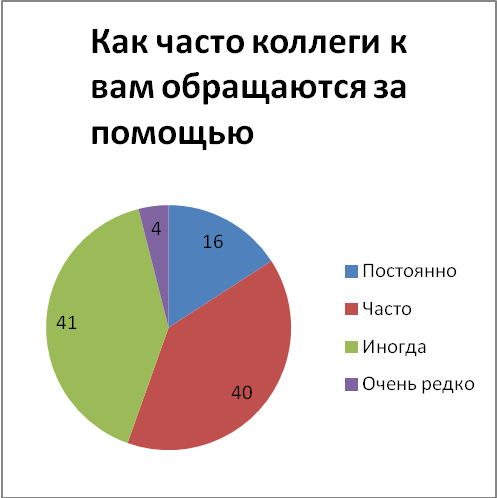 Как часто коллеги к
вам обращаются за
помощью
4
16
41
40
Постоянно
Часто
Иногда
Очень редко